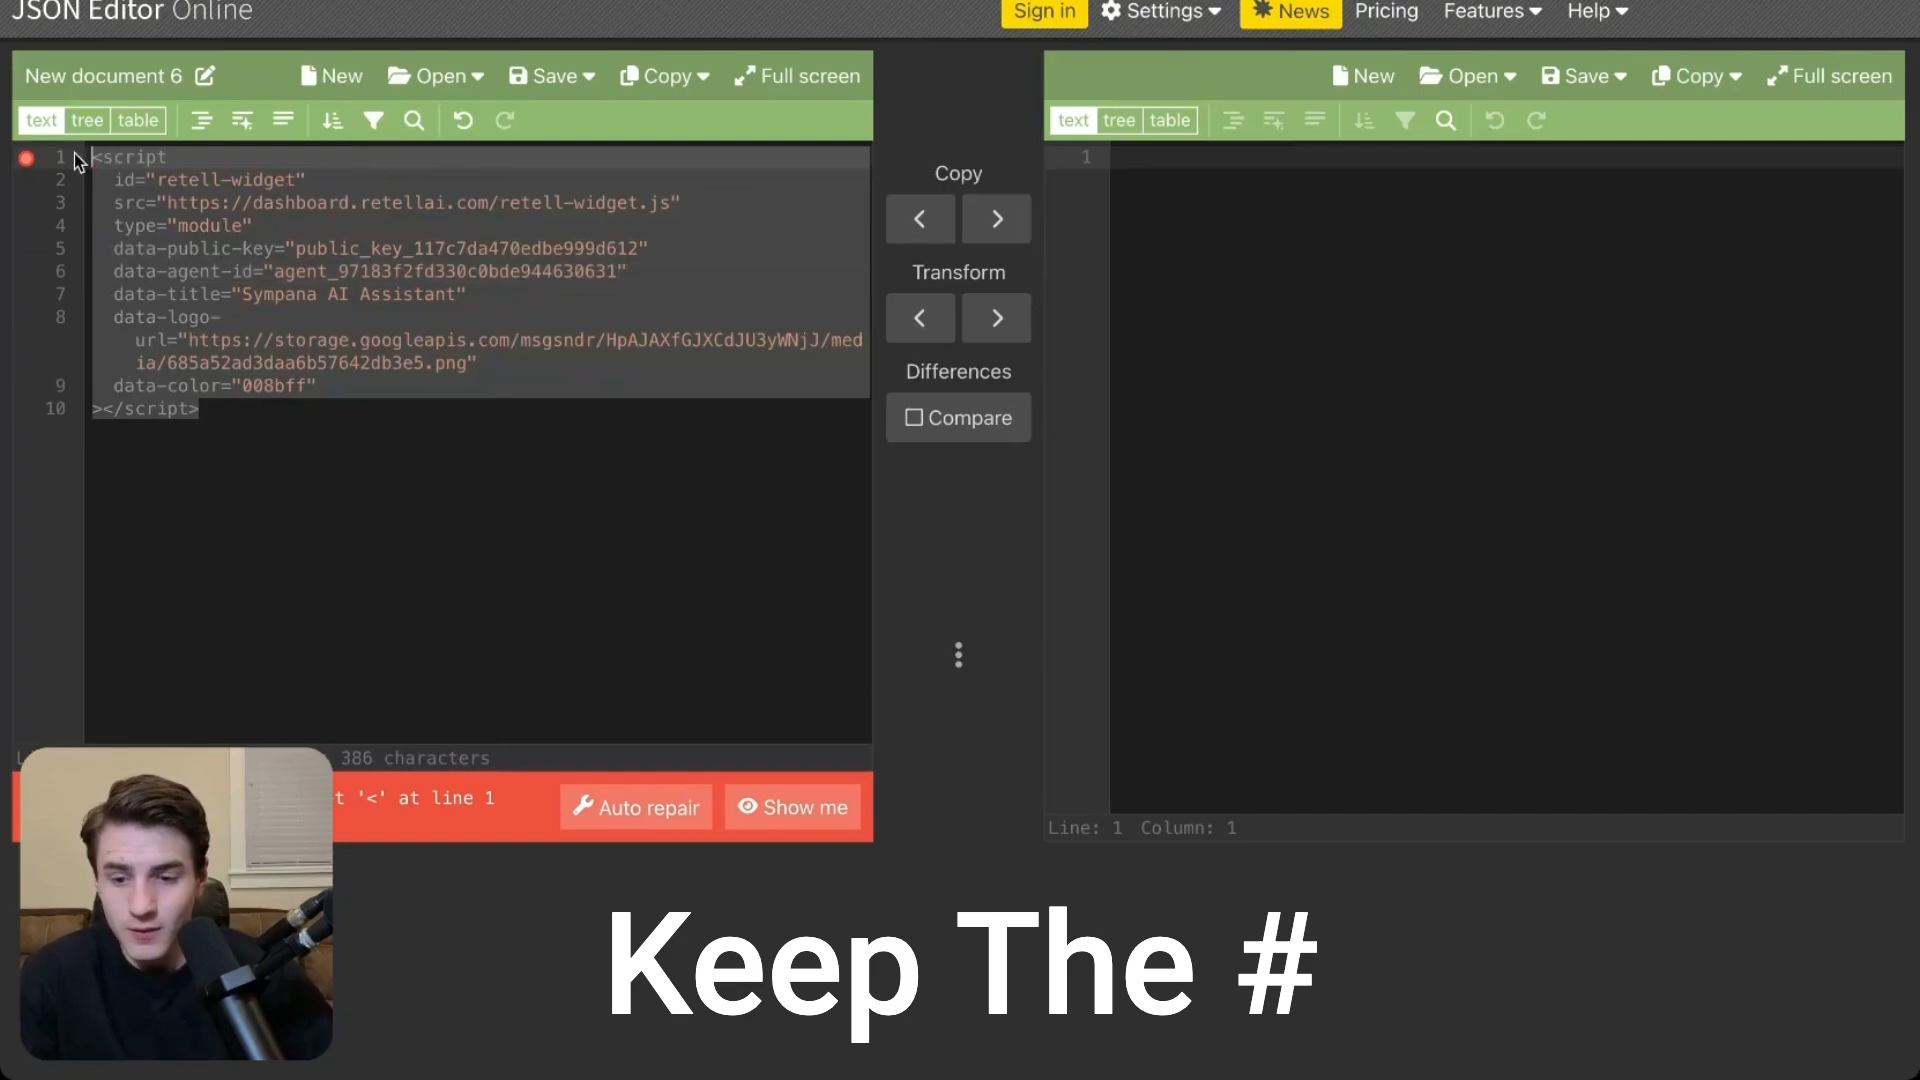 JSON Editor Online
Sign in Settings News Pricing Features Help
New document 6 New Open Save Copy Full screen
text tree table
1 <script
2 id="retell-widget"
3 src="https://dashboard.retellai.com/retell-widget.js"
4 type="module"
5 data-public-key="public_key_117c7da470edbe999d612"
6 data-agent-id="agent_97183f2fd330c0bde944630631"
7 data-title="Sympana AI Assistant"
8 data-logo-
url="https://storage.googleapis.com/msgsndr/HpAJAXfGJXCdJU3yWNjJ/med
ia/685a52ad3daa6b57642db3e5.png"
9 data-color="008bff"
10 ></script>
386 characters
t '<' at line 1
Auto repair Show me
Copy
Transform
Differences
Compare
New Open Save Copy Full screen
text tree table
1
Line: 1 Column: 1
Keep The #